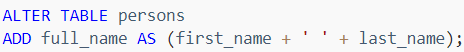 ALTER TABLE persons
ADD full_name AS (first_name + ' ' + last_name);